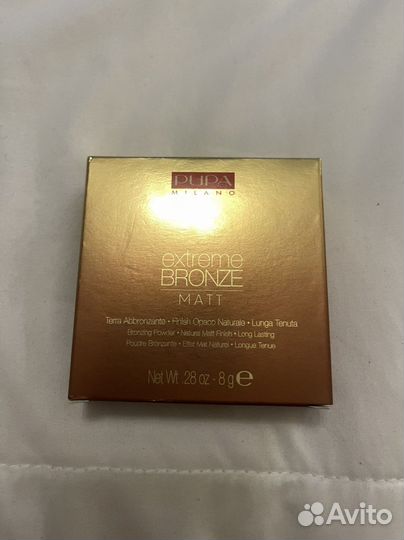 PUPA
MILANO
extreme
BRONZE
MATT
Terra Abbronzante • Finish Opaco Naturale • Lunga Tenuta
Bronzing Powder • Natural Matt Finish • Long Lasting
Poudre Bronzante • Effet Mat Naturel • Longue Tenue
Net Wt. .28 oz - 8 g ℮
Avito